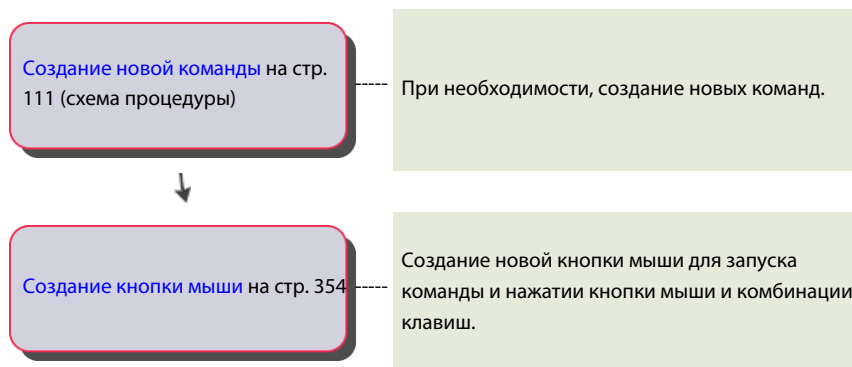 Создание новой команды на стр.
111 (схема процедуры)
При необходимости, создание новых команд.
Создание кнопки мыши на стр. 354
Создание новой кнопки мыши для запуска
команды и нажатии кнопки мыши и комбинации
клавиш.